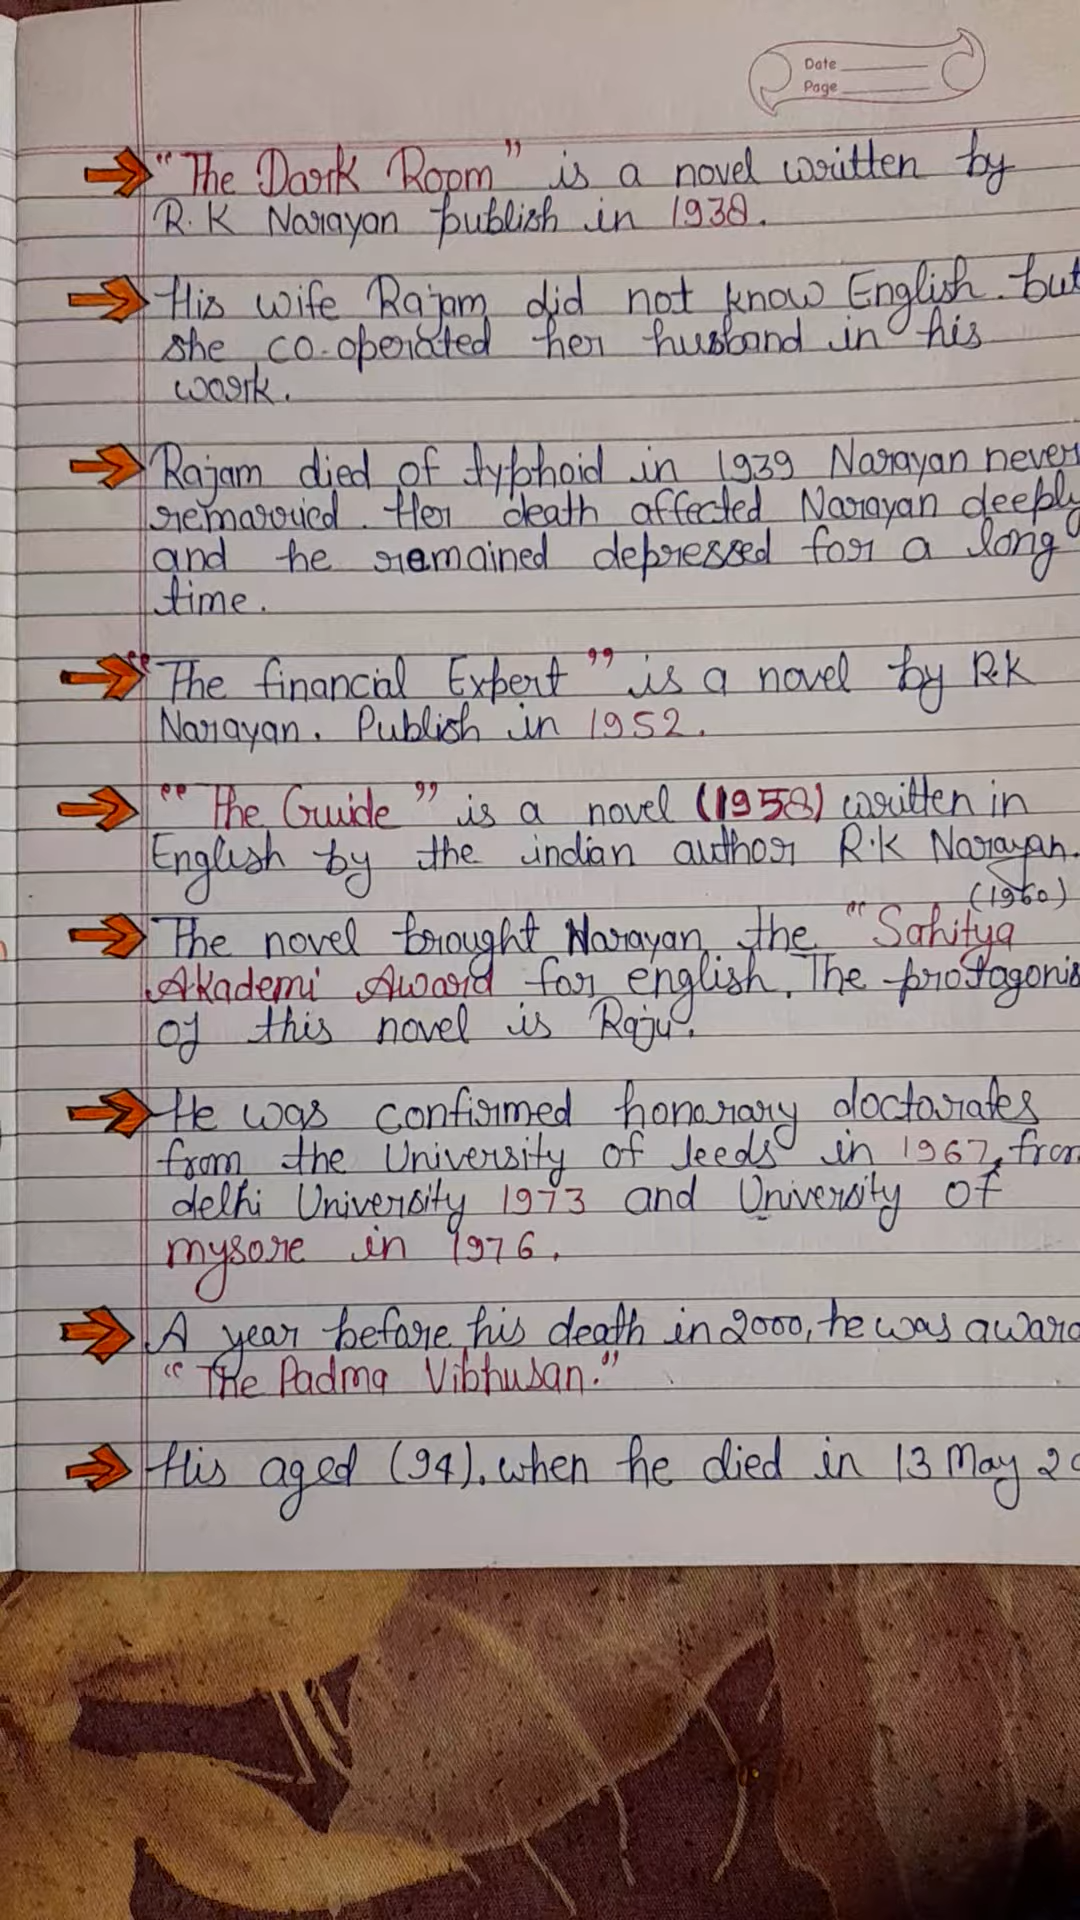 Date
Page
"The Dark Room" is a novel written by
R.K Narayan publish in 1938.
His wife Rajam did not know English. but
she co-operated her husband in his
work.
Rajam died of typhoid in 1939 Narayan never
remarried. Her death affected Narayan deeply
and he remained depressed for a long
time.
"The financial Expert" is a novel by R.K
Narayan. Publish in 1952.
"The Guide" is a novel (1958) written in
English by the indian author R.K Narayan.
(1960)
The novel brought Narayan the "Sahitya
Akademi Award for english. The protagonis
of this novel is Raju.
He was confirmed honorary doctorates
from the University of leeds in 1967, from
delhi University 1973 and University of
mysore in 1976.
A year before his death in 2000, he was award
"The Padma Vibhusan."
His aged (94). when he died in 13 May 20